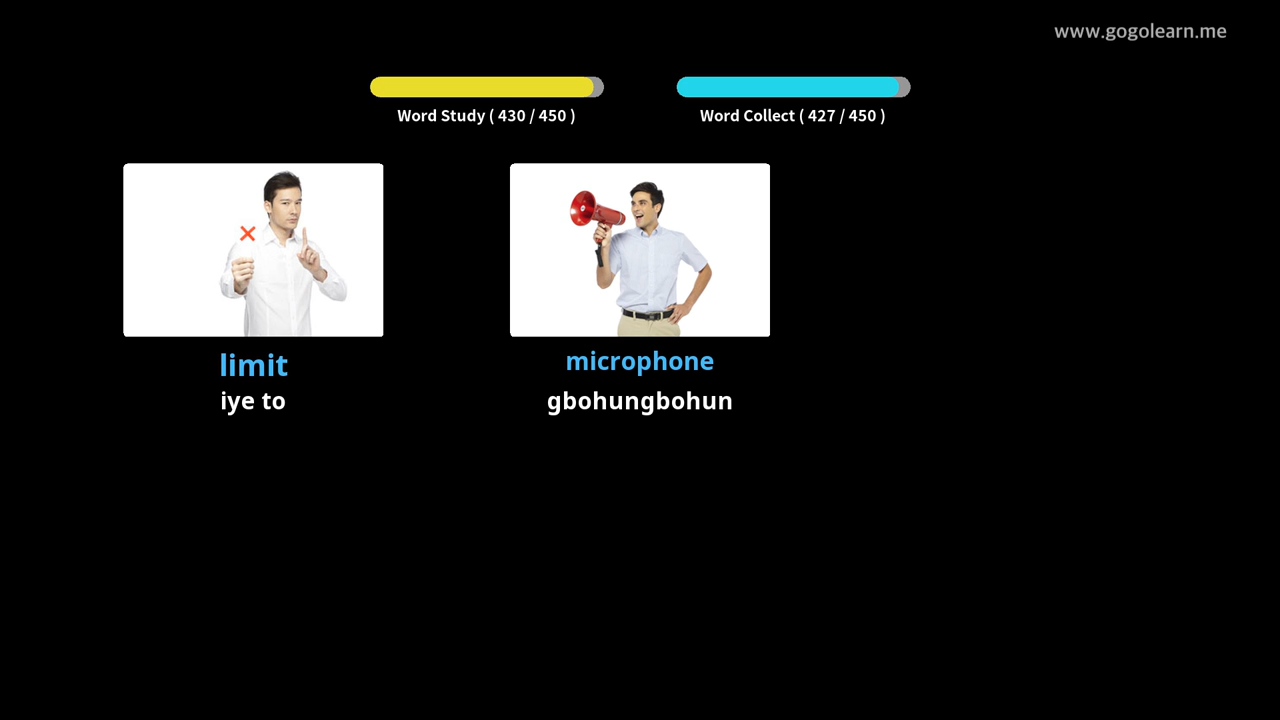 www.gogolearn.me
Word Study ( 430 / 450 )
Word Collect ( 427 / 450 )
limit
iye to
microphone
gbohungbohun